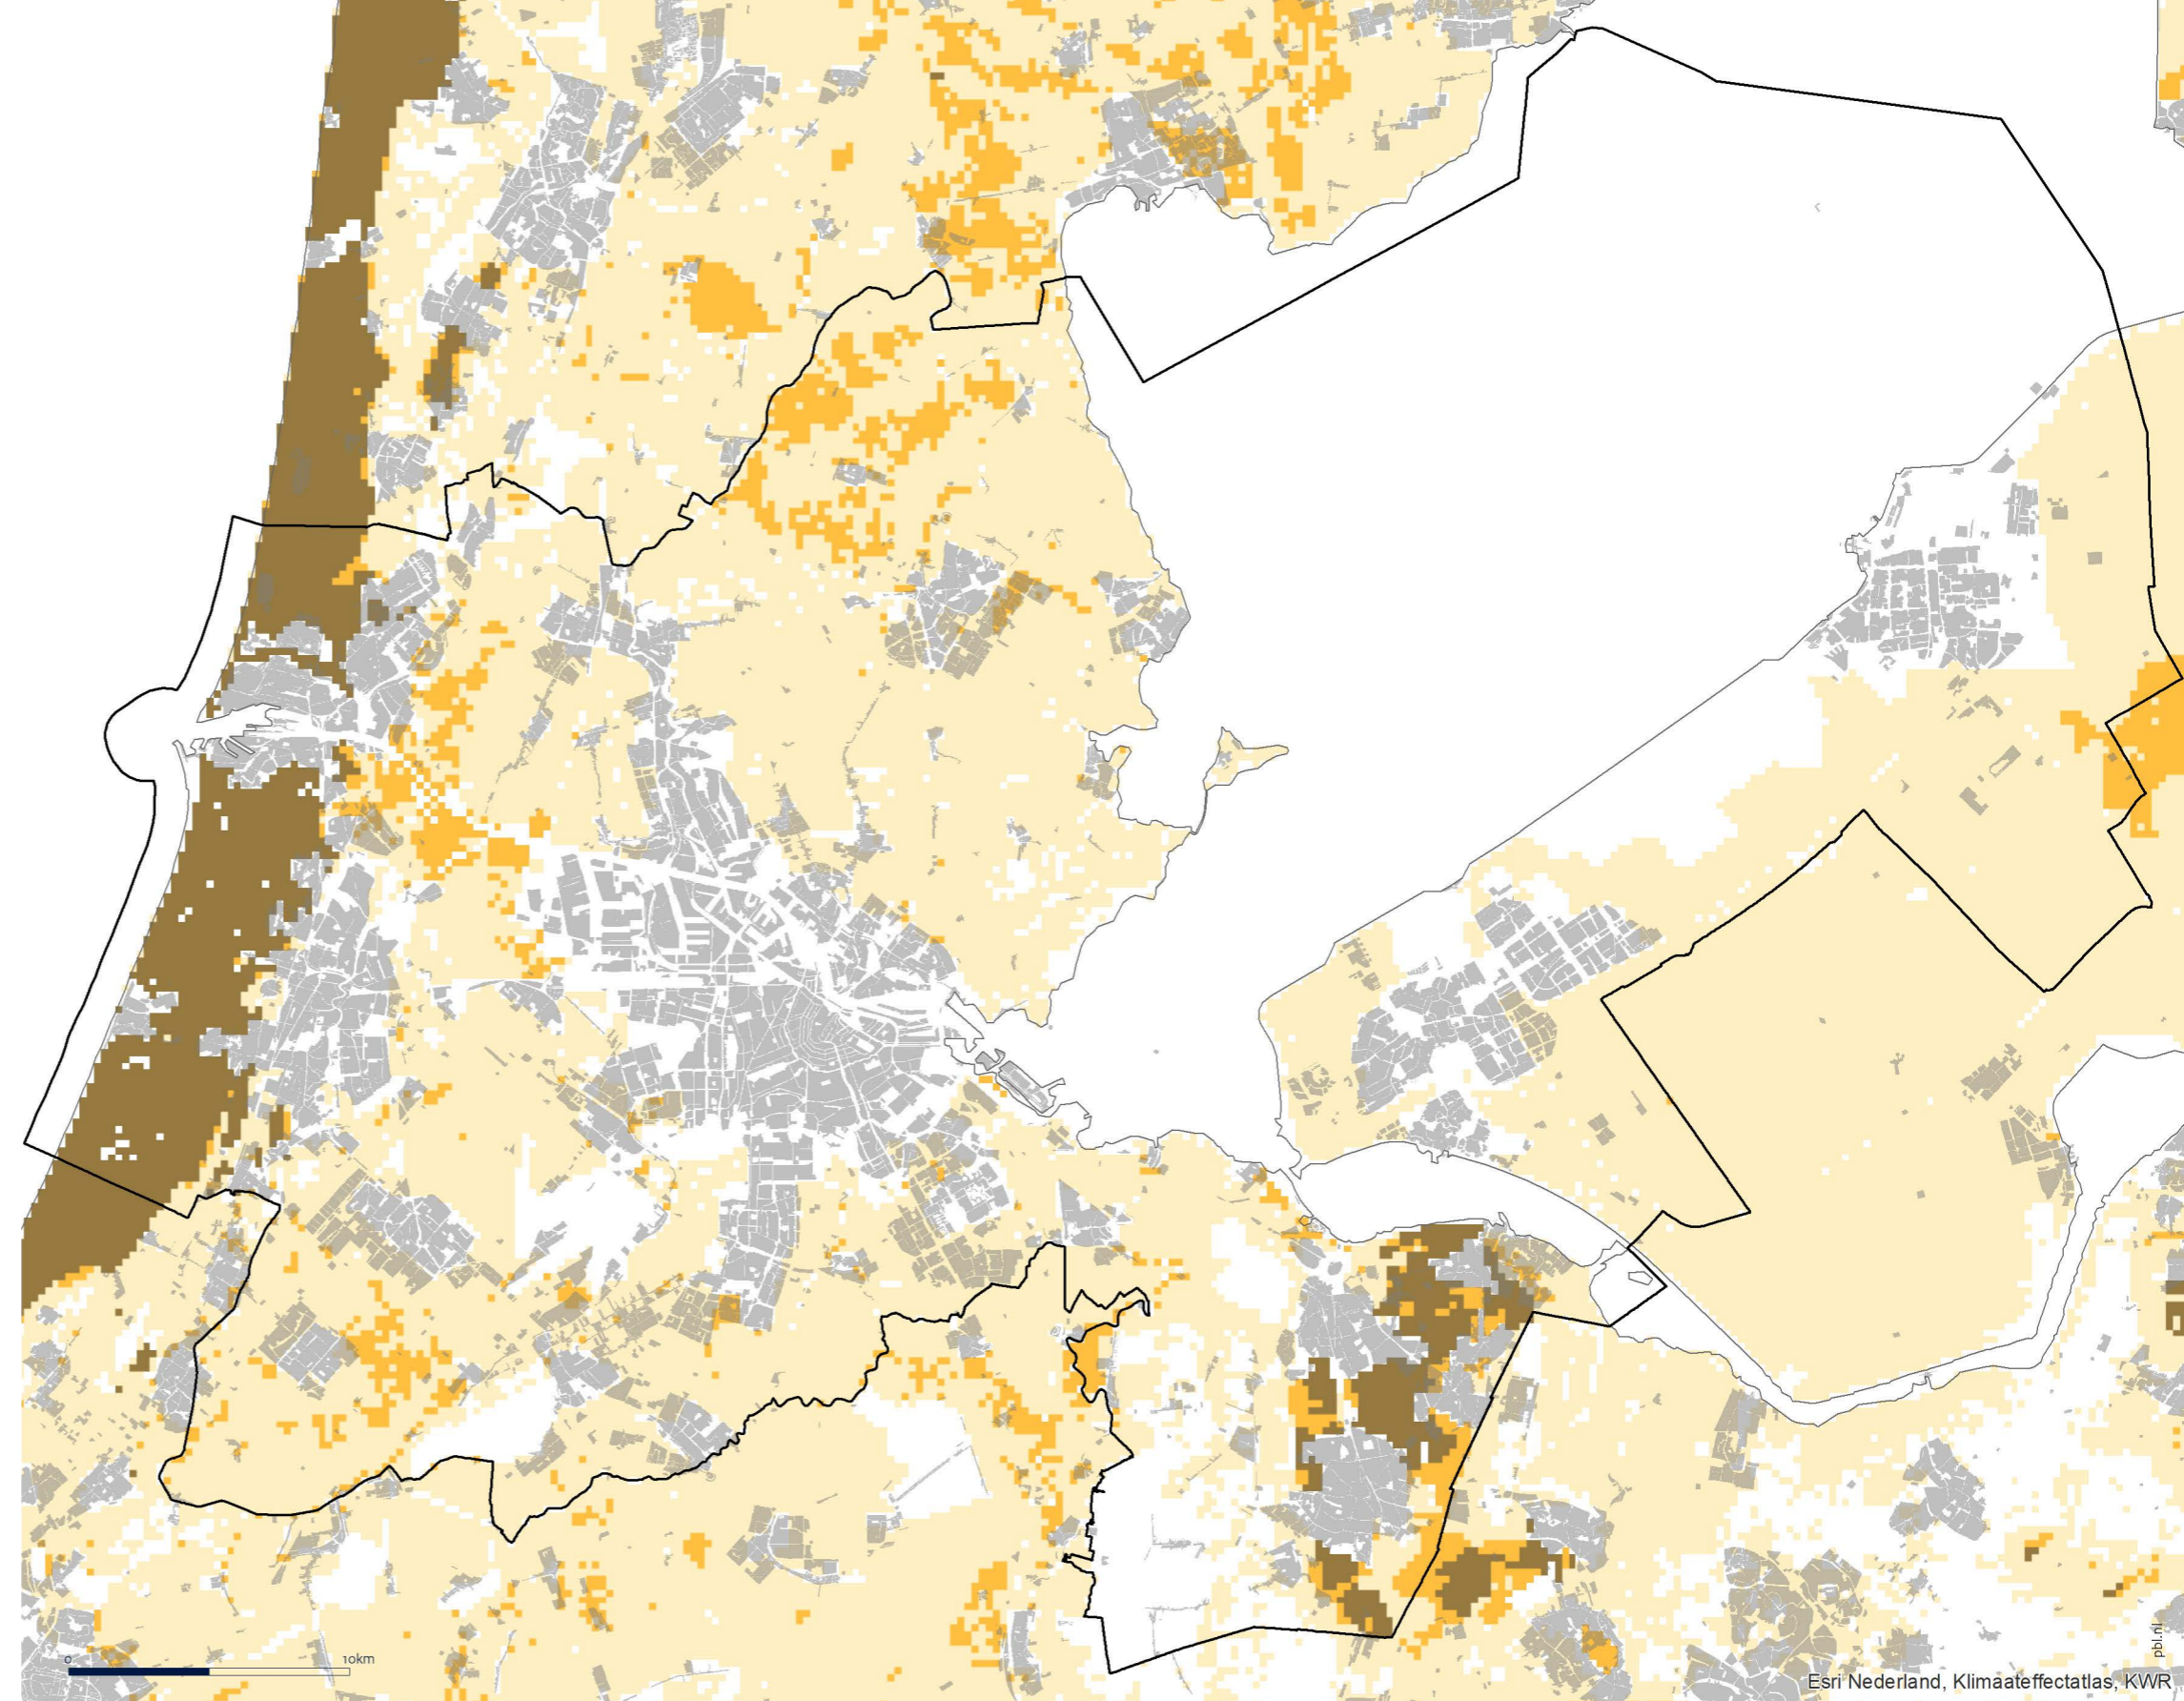 0 10km
pbl.nl
Esri Nederland, Klimaateffectatlas, KWR